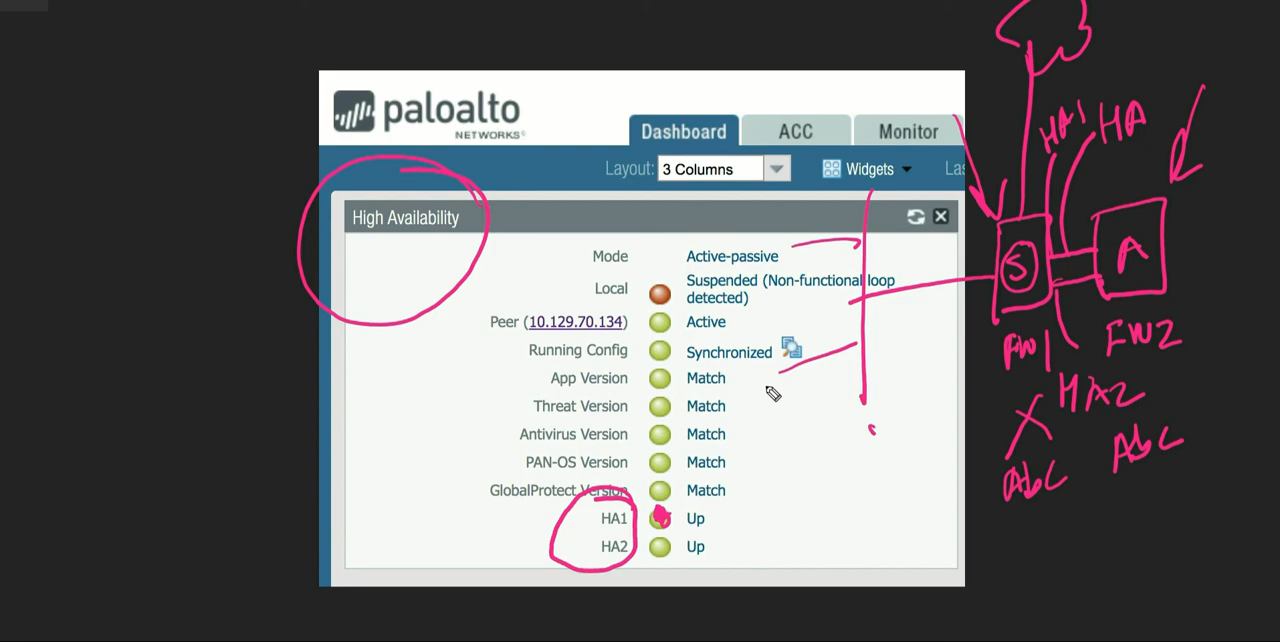 paloalto
NETWORKS
Dashboard
ACC
Monitor
Layout:
3 Columns
Widgets
Las
High Availability
Mode Active-passive
Local Suspended (Non-functional loop
detected)
Peer (10.129.70.134) Active
Running Config Synchronized
App Version Match
Threat Version Match
Antivirus Version Match
PAN-OS Version Match
GlobalProtect Version Match
HA1 Up
HA2 Up
HA1
HA
S
A
FW1
FW2
HA2
Abc
Abc